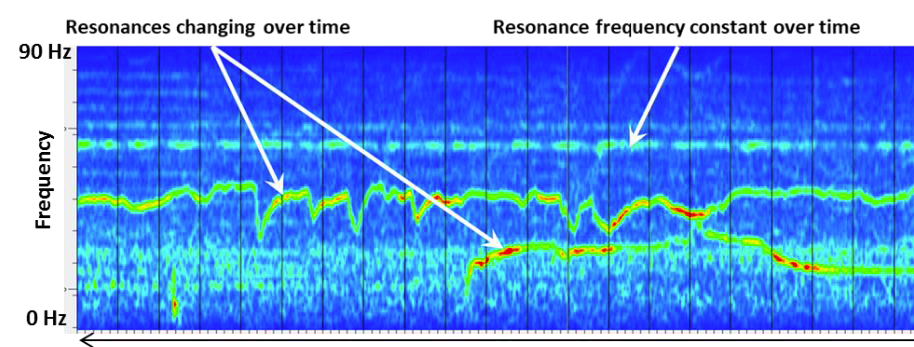 Resonances changing over time
Resonance frequency constant over time
90 Hz
Frequency
0 Hz